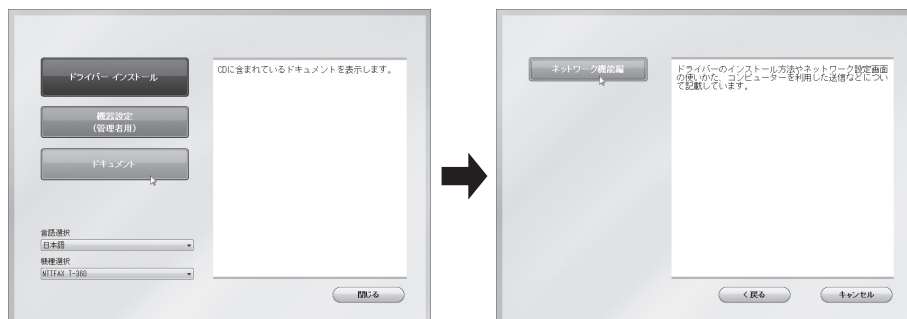 ドライバー インストール
機器設定
(管理者用)
ドキュメント
CDに含まれているドキュメントを表示します。
言語選択
日本語
機種選択
NTTFAX T-360
閉じる
ネットワーク機能編
ドライバーのインストール方法やネットワーク設定画面
の使いかた、コンピューターを利用した送信などについ
て記載しています。
< 戻る
キャンセル